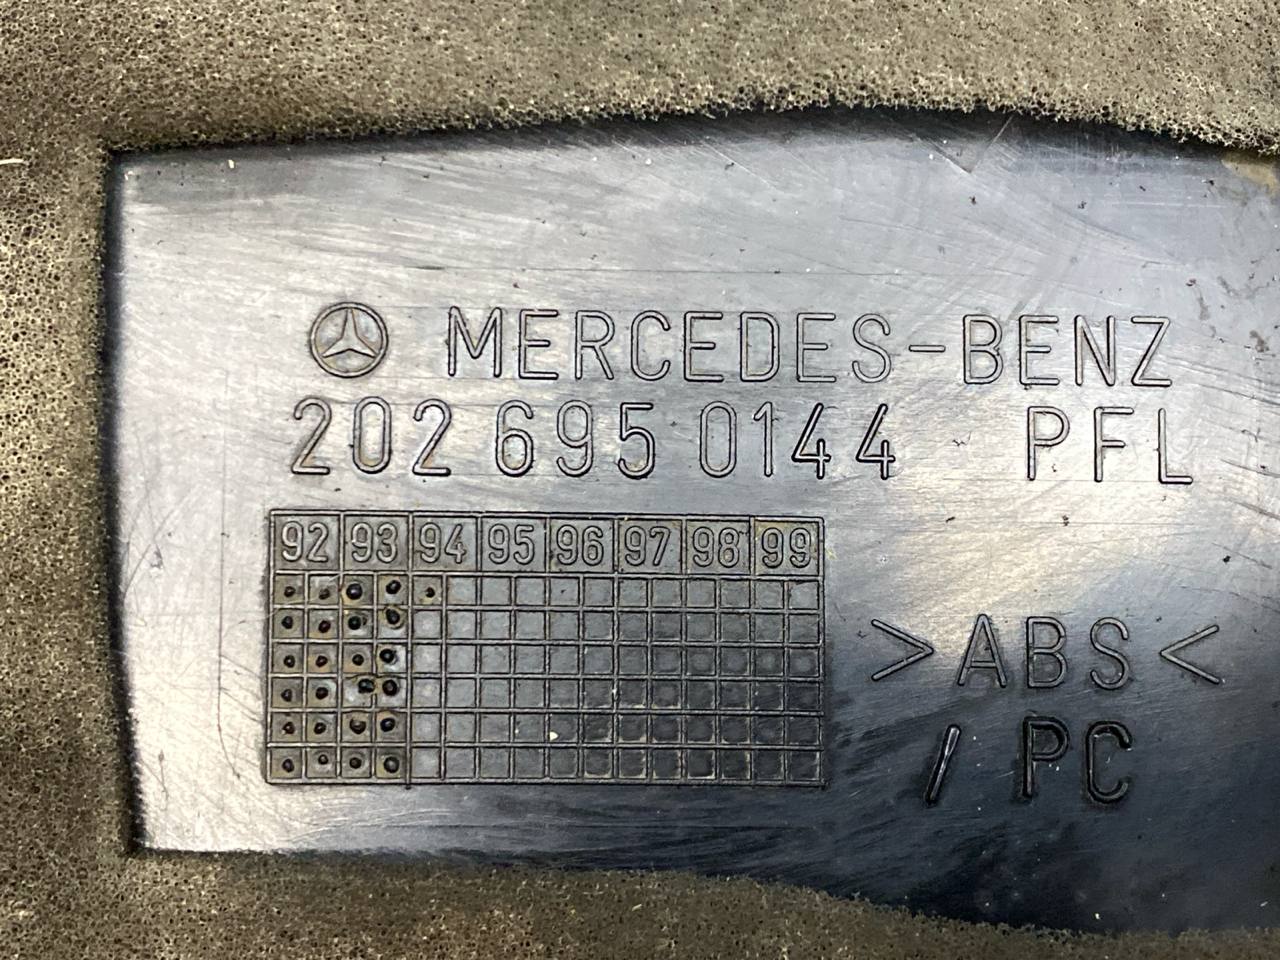 MERCEDES-BENZ
202 695 0144 PFL
92 93 94 95 96 97 98 99
>ABS<
/ PC